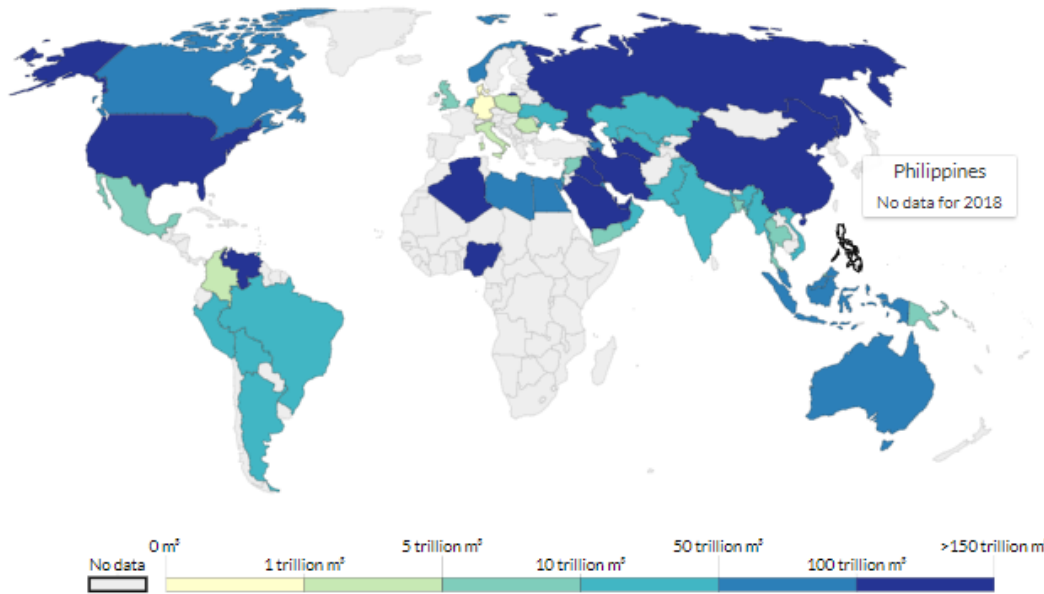 Philippines
No data for 2018
0 m³ 5 trillion m³ 50 trillion m³ >150 trillion m³
No data 1 trillion m³ 10 trillion m³ 100 trillion m³